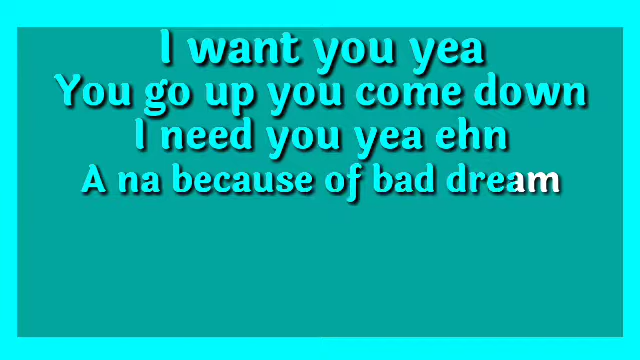 I want you yea
You go up you come down
I need you yea ehn
A na because of bad dream